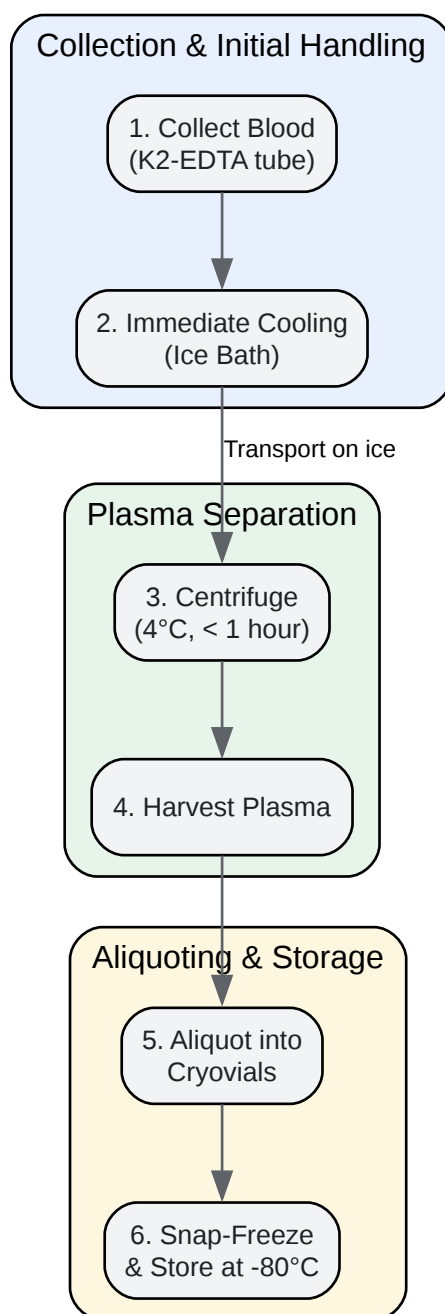 Collection & Initial Handling
1. Collect Blood
(K2-EDTA tube)
2. Immediate Cooling
(Ice Bath)
Transport on ice
Plasma Separation
3. Centrifuge
(4°C, < 1 hour)
4. Harvest Plasma
Aliquoting & Storage
5. Aliquot into
Cryovials
6. Snap-Freeze
& Store at -80°C